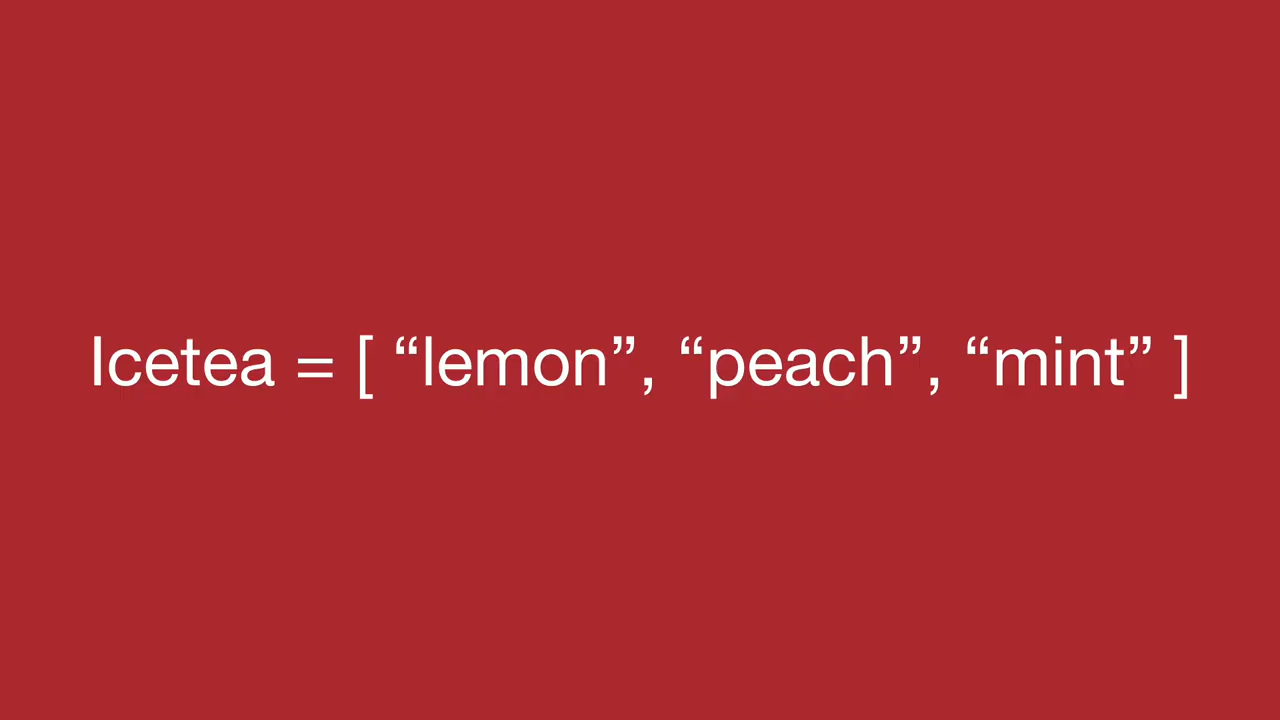 Icetea = [ “lemon”, “peach”, “mint” ]